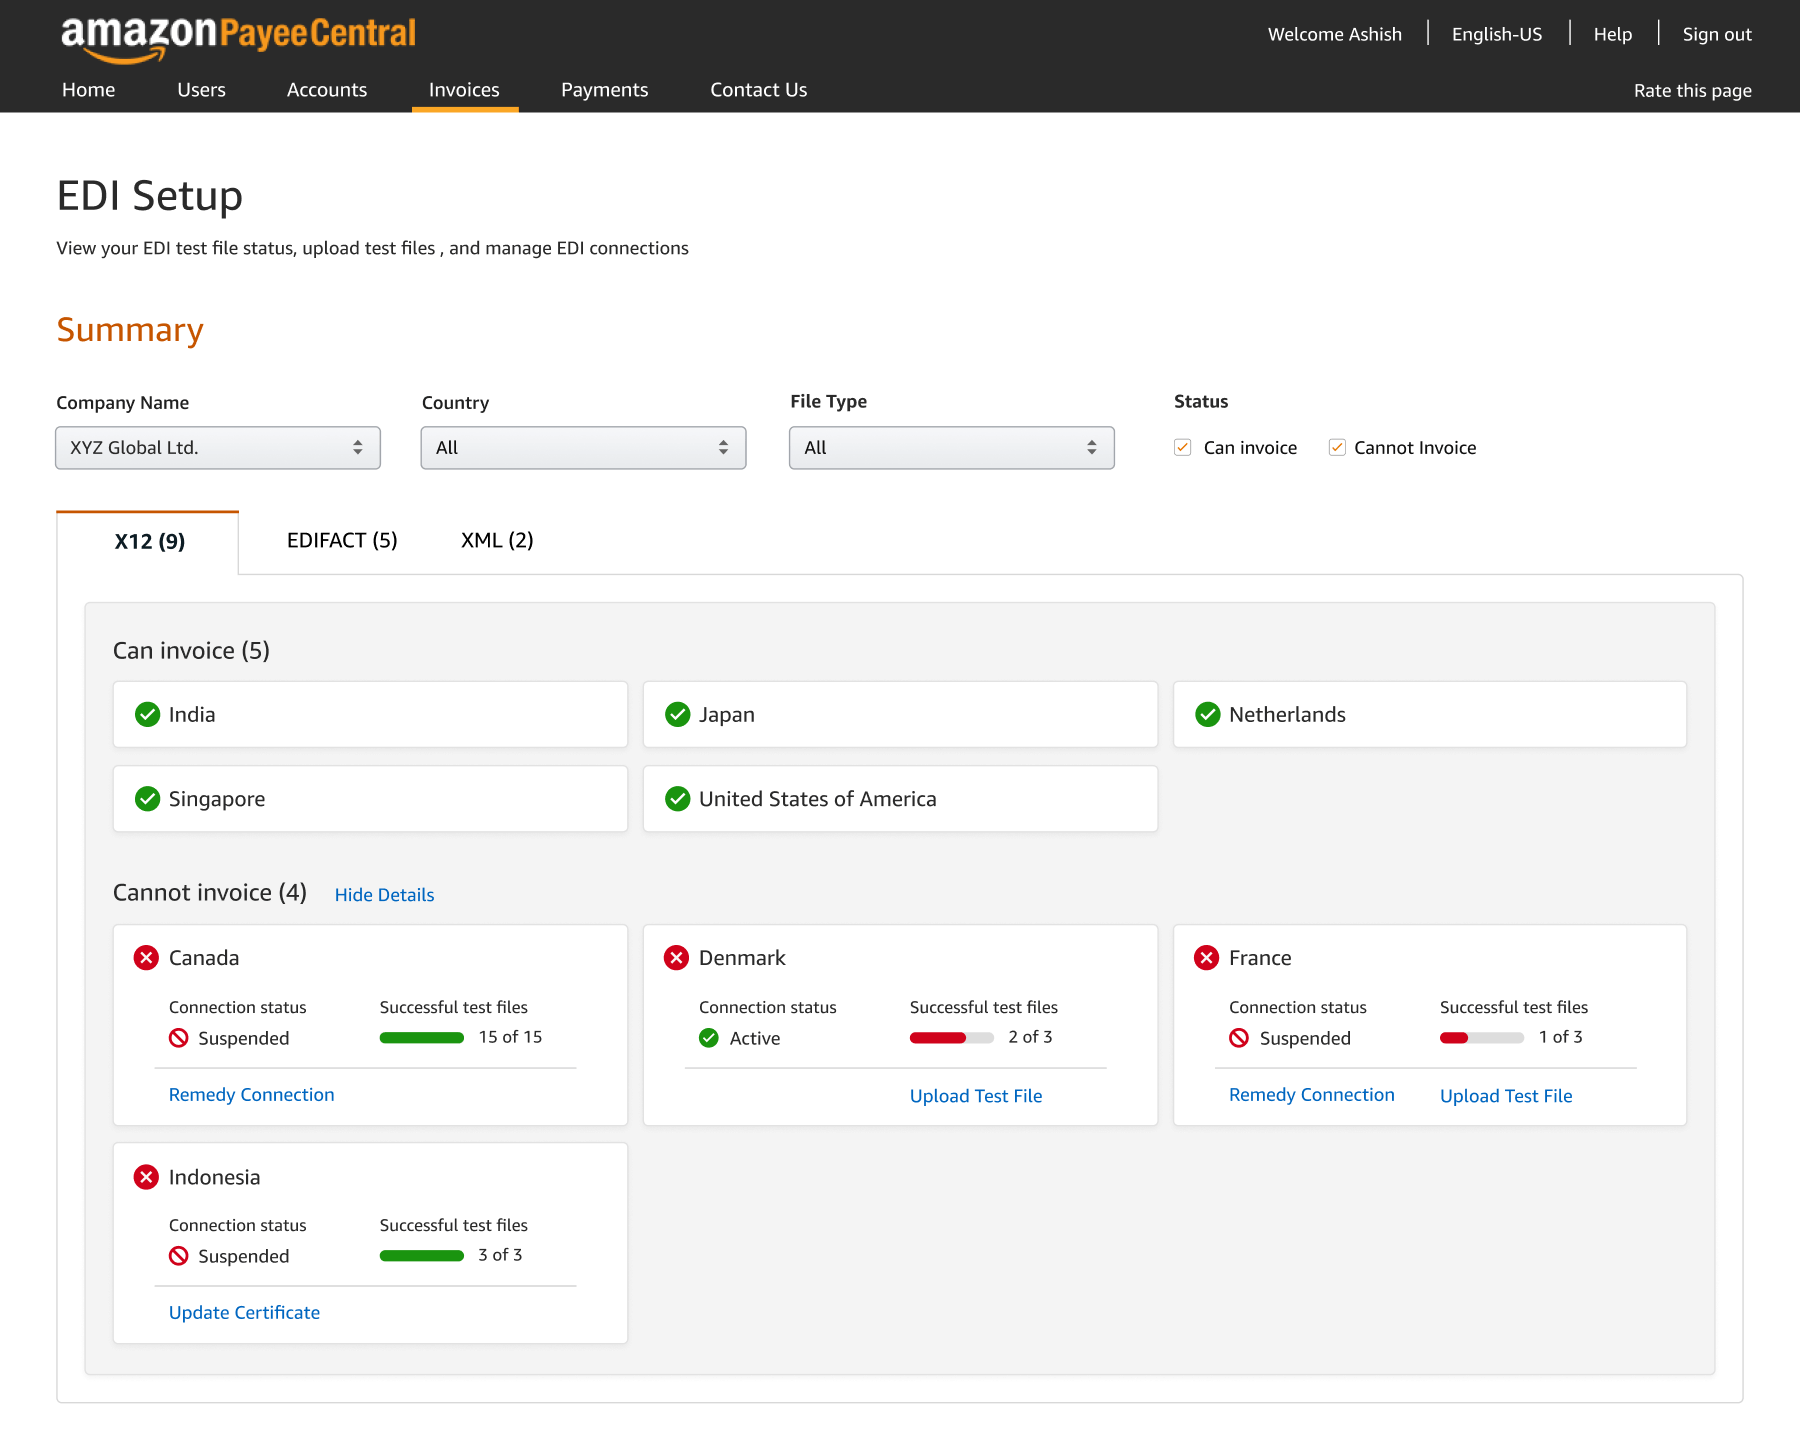 amazonPayeeCentral
Welcome Ashish English-US Help Sign out
Home Users Accounts Invoices Payments Contact Us Rate this page
EDI Setup
View your EDI test file status, upload test files , and manage EDI connections
Summary
Company Name Country File Type Status
XYZ Global Ltd. All All Can invoice Cannot Invoice
X12 (9) EDIFACT (5) XML (2)
Can invoice (5)
India Japan Netherlands
Singapore United States of America
Cannot invoice (4) Hide Details
Canada Denmark France
Connection status Successful test files Connection status Successful test files Connection status Successful test files
Suspended 15 of 15 Active 2 of 3 Suspended 1 of 3
Remedy Connection Upload Test File Remedy Connection Upload Test File
Indonesia
Connection status Successful test files
Suspended 3 of 3
Update Certificate